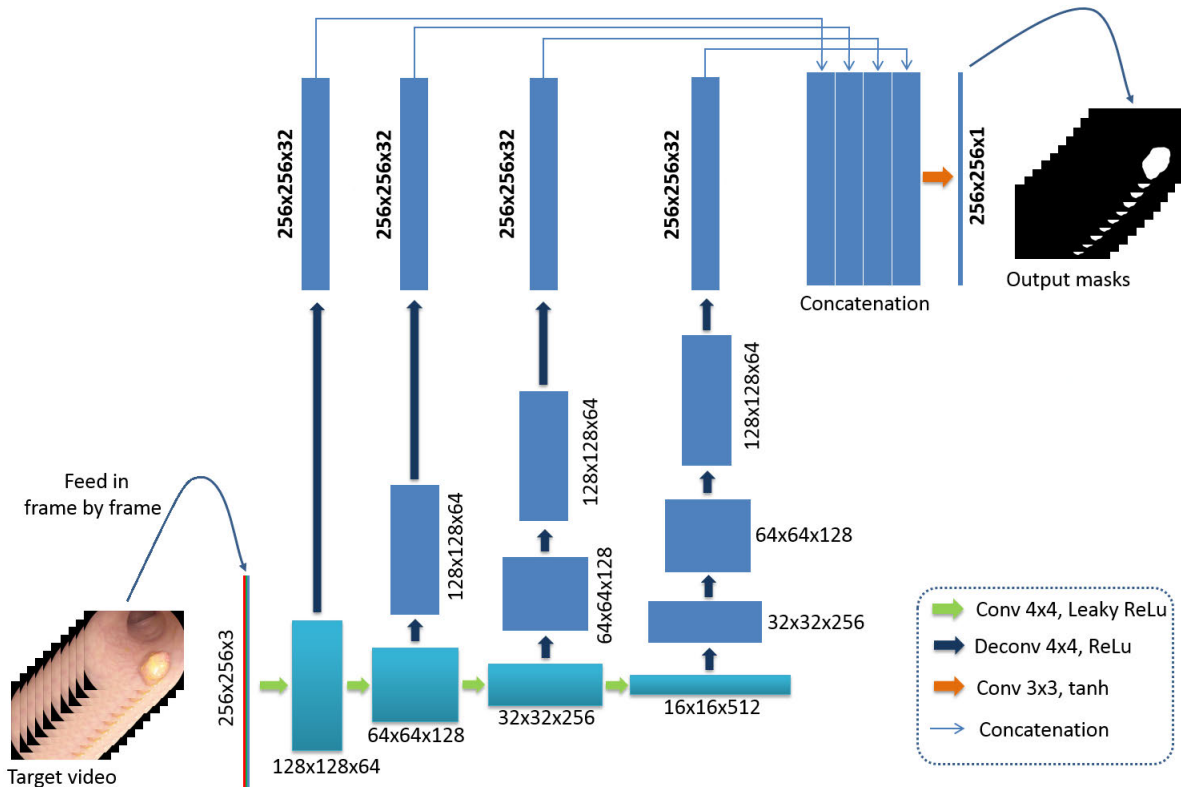 256x256x32
256x256x32
256x256x32
256x256x32
Concatenation
256x256x1
Output masks
128x128x64
128x128x64
64x64x128
128x128x64
64x64x128
32x32x256
Feed in
frame by frame
Target video
256x256x3
128x128x64
64x64x128
32x32x256
16x16x512
Conv 4x4, Leaky ReLu
Deconv 4x4, ReLu
Conv 3x3, tanh
Concatenation